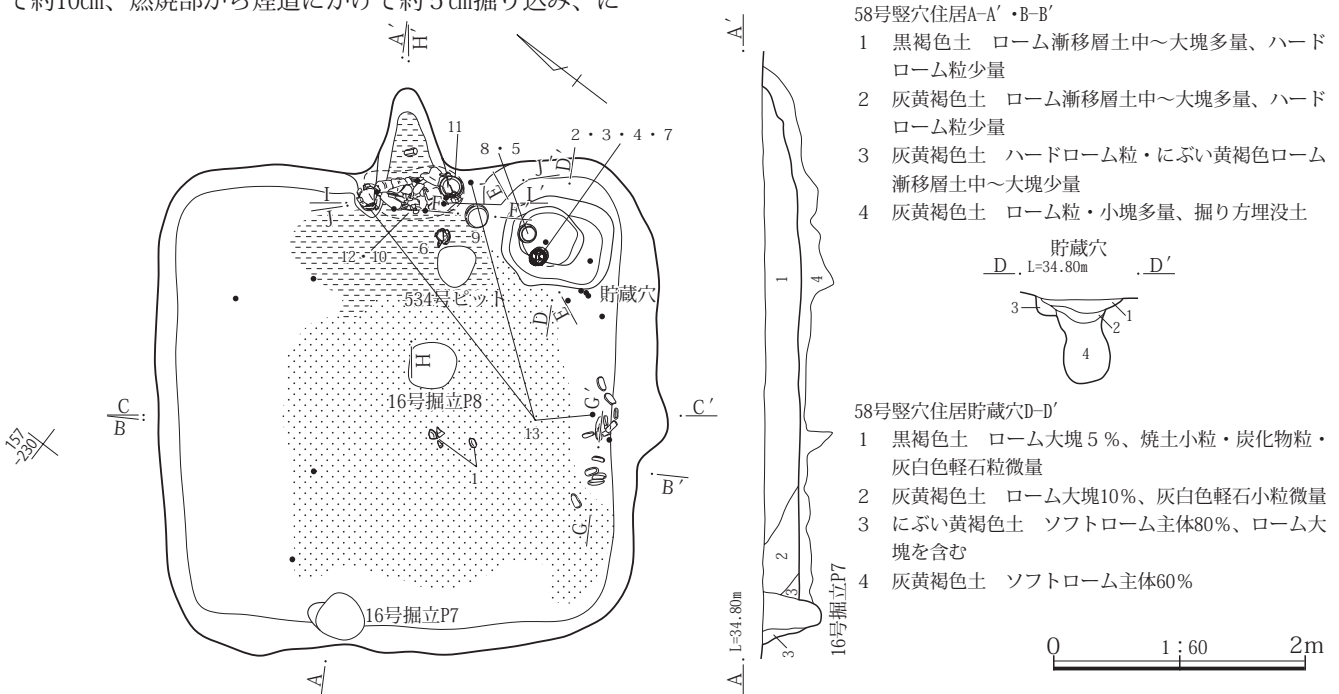 て約10cm、燃焼部から煙道にかけて約５cm掘り込み、に
A′
H′
11
2・3・4・7
8・5
J′
D′
E′
I
J
I′
F
F′
6
9
12・10
534号ピット
貯蔵穴
D
E
H
16号掘立P8
G′
C
B
C′
13
157
-230
1
B′
G
16号掘立P7
A
A′
1
4
2
3
3
16号掘立P7
A L=34.80m
58号竪穴住居A-A′・B-B′
1 黒褐色土 ローム漸移層土中～大塊多量、ハード
ローム粒少量
2 灰黄褐色土 ローム漸移層土中～大塊多量、ハード
ローム粒少量
3 灰黄褐色土 ハードローム粒・にぶい黄褐色ローム
漸移層土中～大塊少量
4 灰黄褐色土 ローム粒・小塊多量、掘り方埋没土
貯蔵穴
D L=34.80m D′
3
1
2
4
58号竪穴住居貯蔵穴D-D′
1 黒褐色土 ローム大塊５％、焼土小粒・炭化物粒・
灰白色軽石粒微量
2 灰黄褐色土 ローム大塊10％、灰白色軽石小粒微量
3 にぶい黄褐色土 ソフトローム主体80％、ローム大
塊を含む
4 灰黄褐色土 ソフトローム主体60％
0 1：60 2m